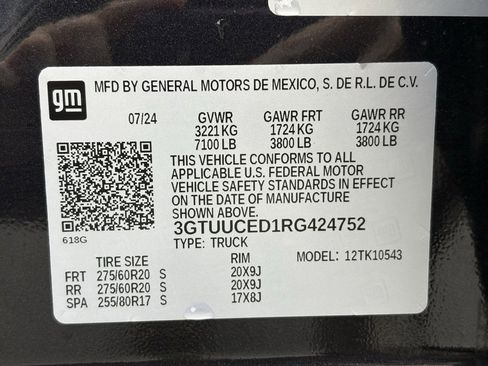 gm
MFD BY GENERAL MOTORS DE MEXICO, S. DE R.L. DE C.V.
07/24 GVWR GAWR FRT GAWR RR
3221 KG 1724 KG 1724 KG
7100 LB 3800 LB 3800 LB
THIS VEHICLE CONFORMS TO ALL
APPLICABLE U.S. FEDERAL MOTOR
VEHICLE SAFETY STANDARDS IN EFFECT
ON THE DATE OF MANUFACTURE
SHOWN ABOVE.
618G
3GTUUCED1RG424752
TYPE: TRUCK
TIRE SIZE RIM MODEL: 12TK10543
FRT 275/60R20 S 20X9J
RR 275/60R20 S 20X9J
SPA 255/80R17 S 17X8J